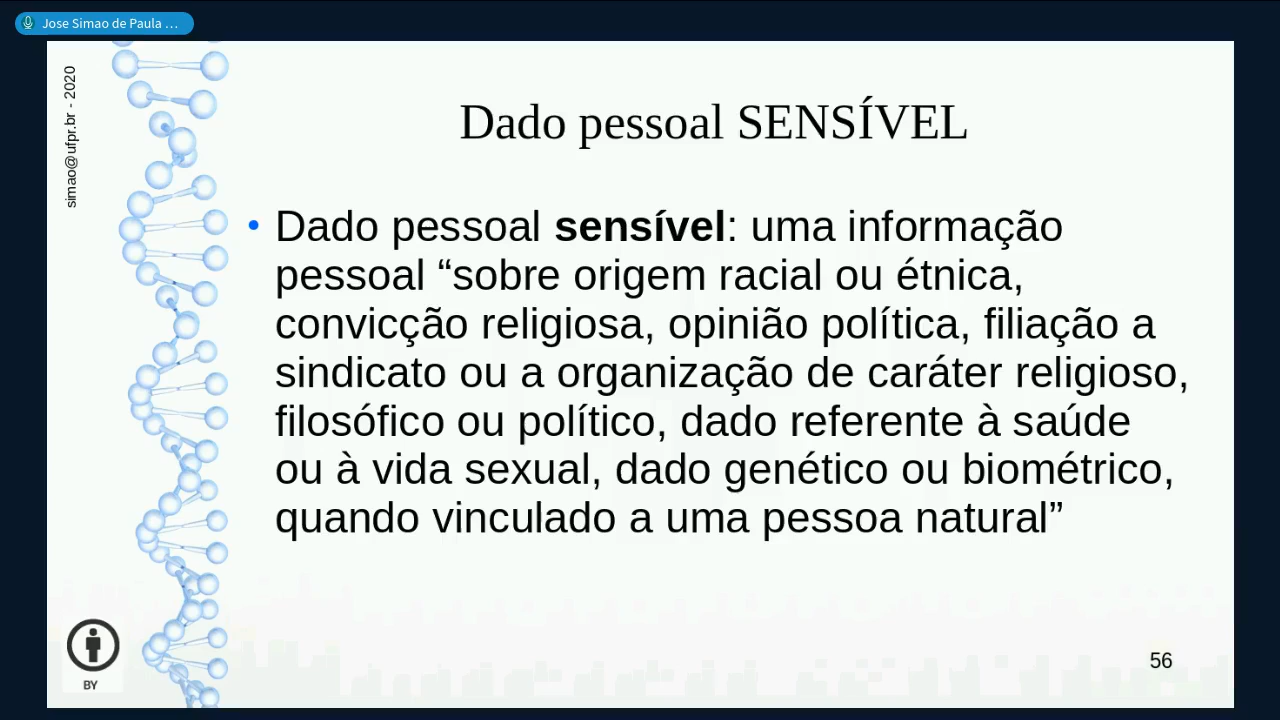 Jose Simao de Paula ...
simao@ufpr.br - 2020
Dado pessoal SENSÍVEL
• Dado pessoal sensível: uma informação
pessoal “sobre origem racial ou étnica,
convicção religiosa, opinião política, filiação a
sindicato ou a organização de caráter religioso,
filosófico ou político, dado referente à saúde
ou à vida sexual, dado genético ou biométrico,
quando vinculado a uma pessoa natural”
BY
56